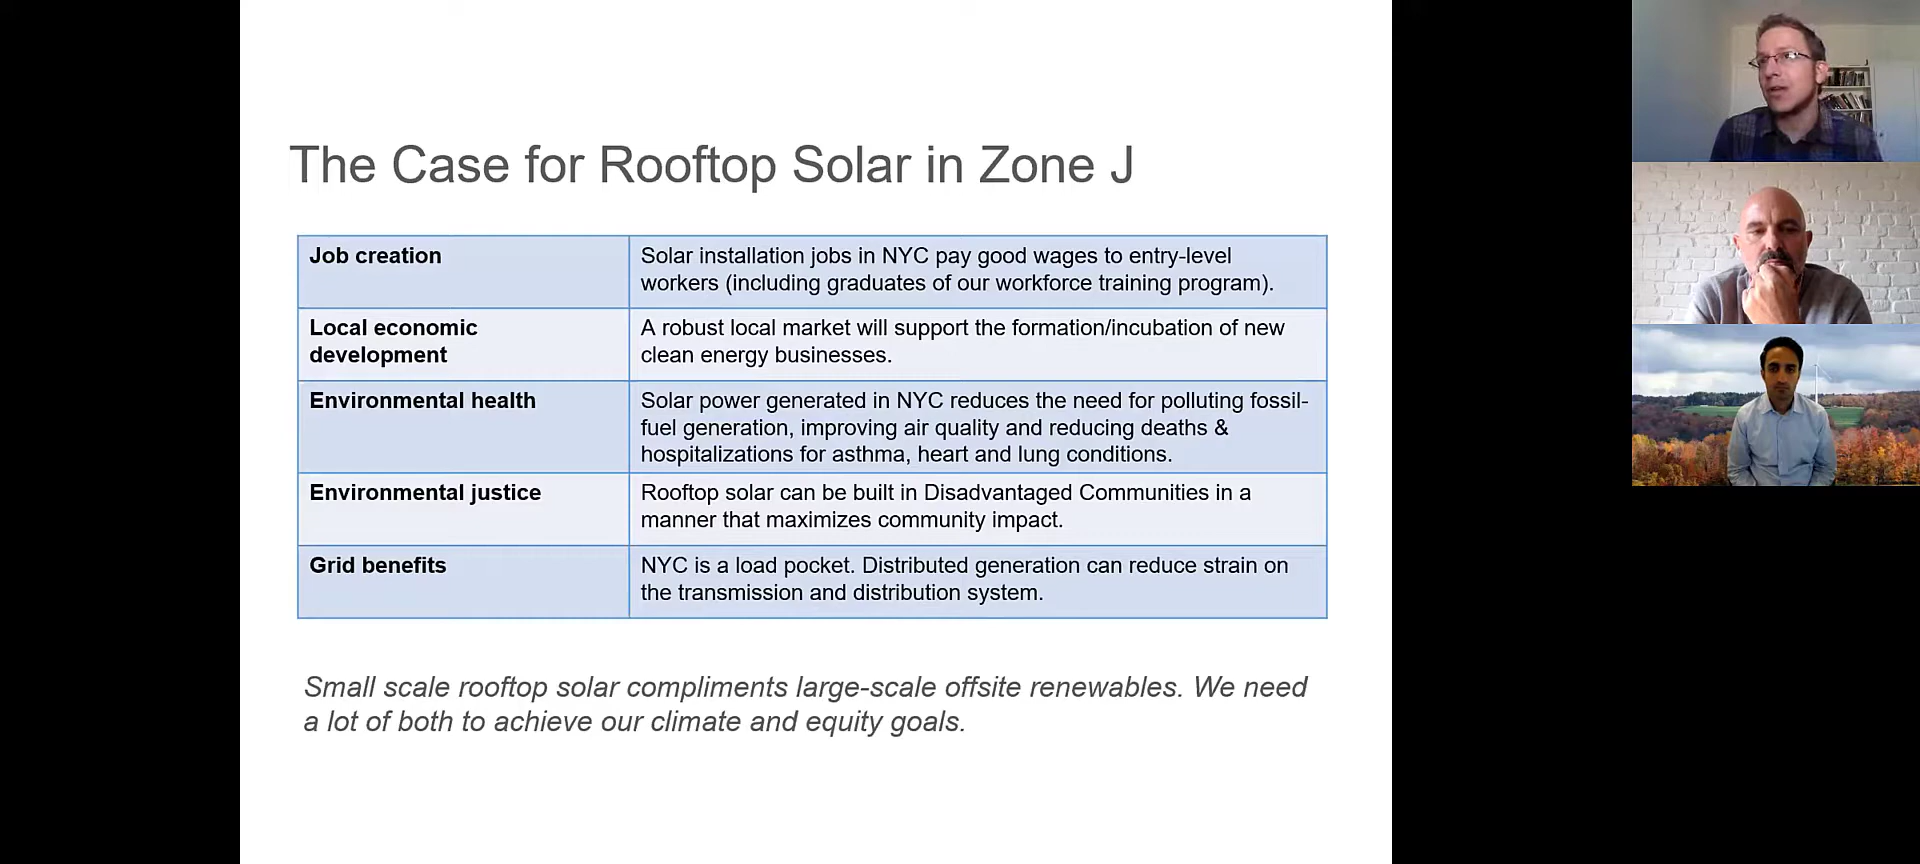 The Case for Rooftop Solar in Zone J
Job creation
Solar installation jobs in NYC pay good wages to entry-level
workers (including graduates of our workforce training program).
Local economic
development
A robust local market will support the formation/incubation of new
clean energy businesses.
Environmental health
Solar power generated in NYC reduces the need for polluting fossil-
fuel generation, improving air quality and reducing deaths &
hospitalizations for asthma, heart and lung conditions.
Environmental justice
Rooftop solar can be built in Disadvantaged Communities in a
manner that maximizes community impact.
Grid benefits
NYC is a load pocket. Distributed generation can reduce strain on
the transmission and distribution system.
Small scale rooftop solar compliments large-scale offsite renewables. We need
a lot of both to achieve our climate and equity goals.